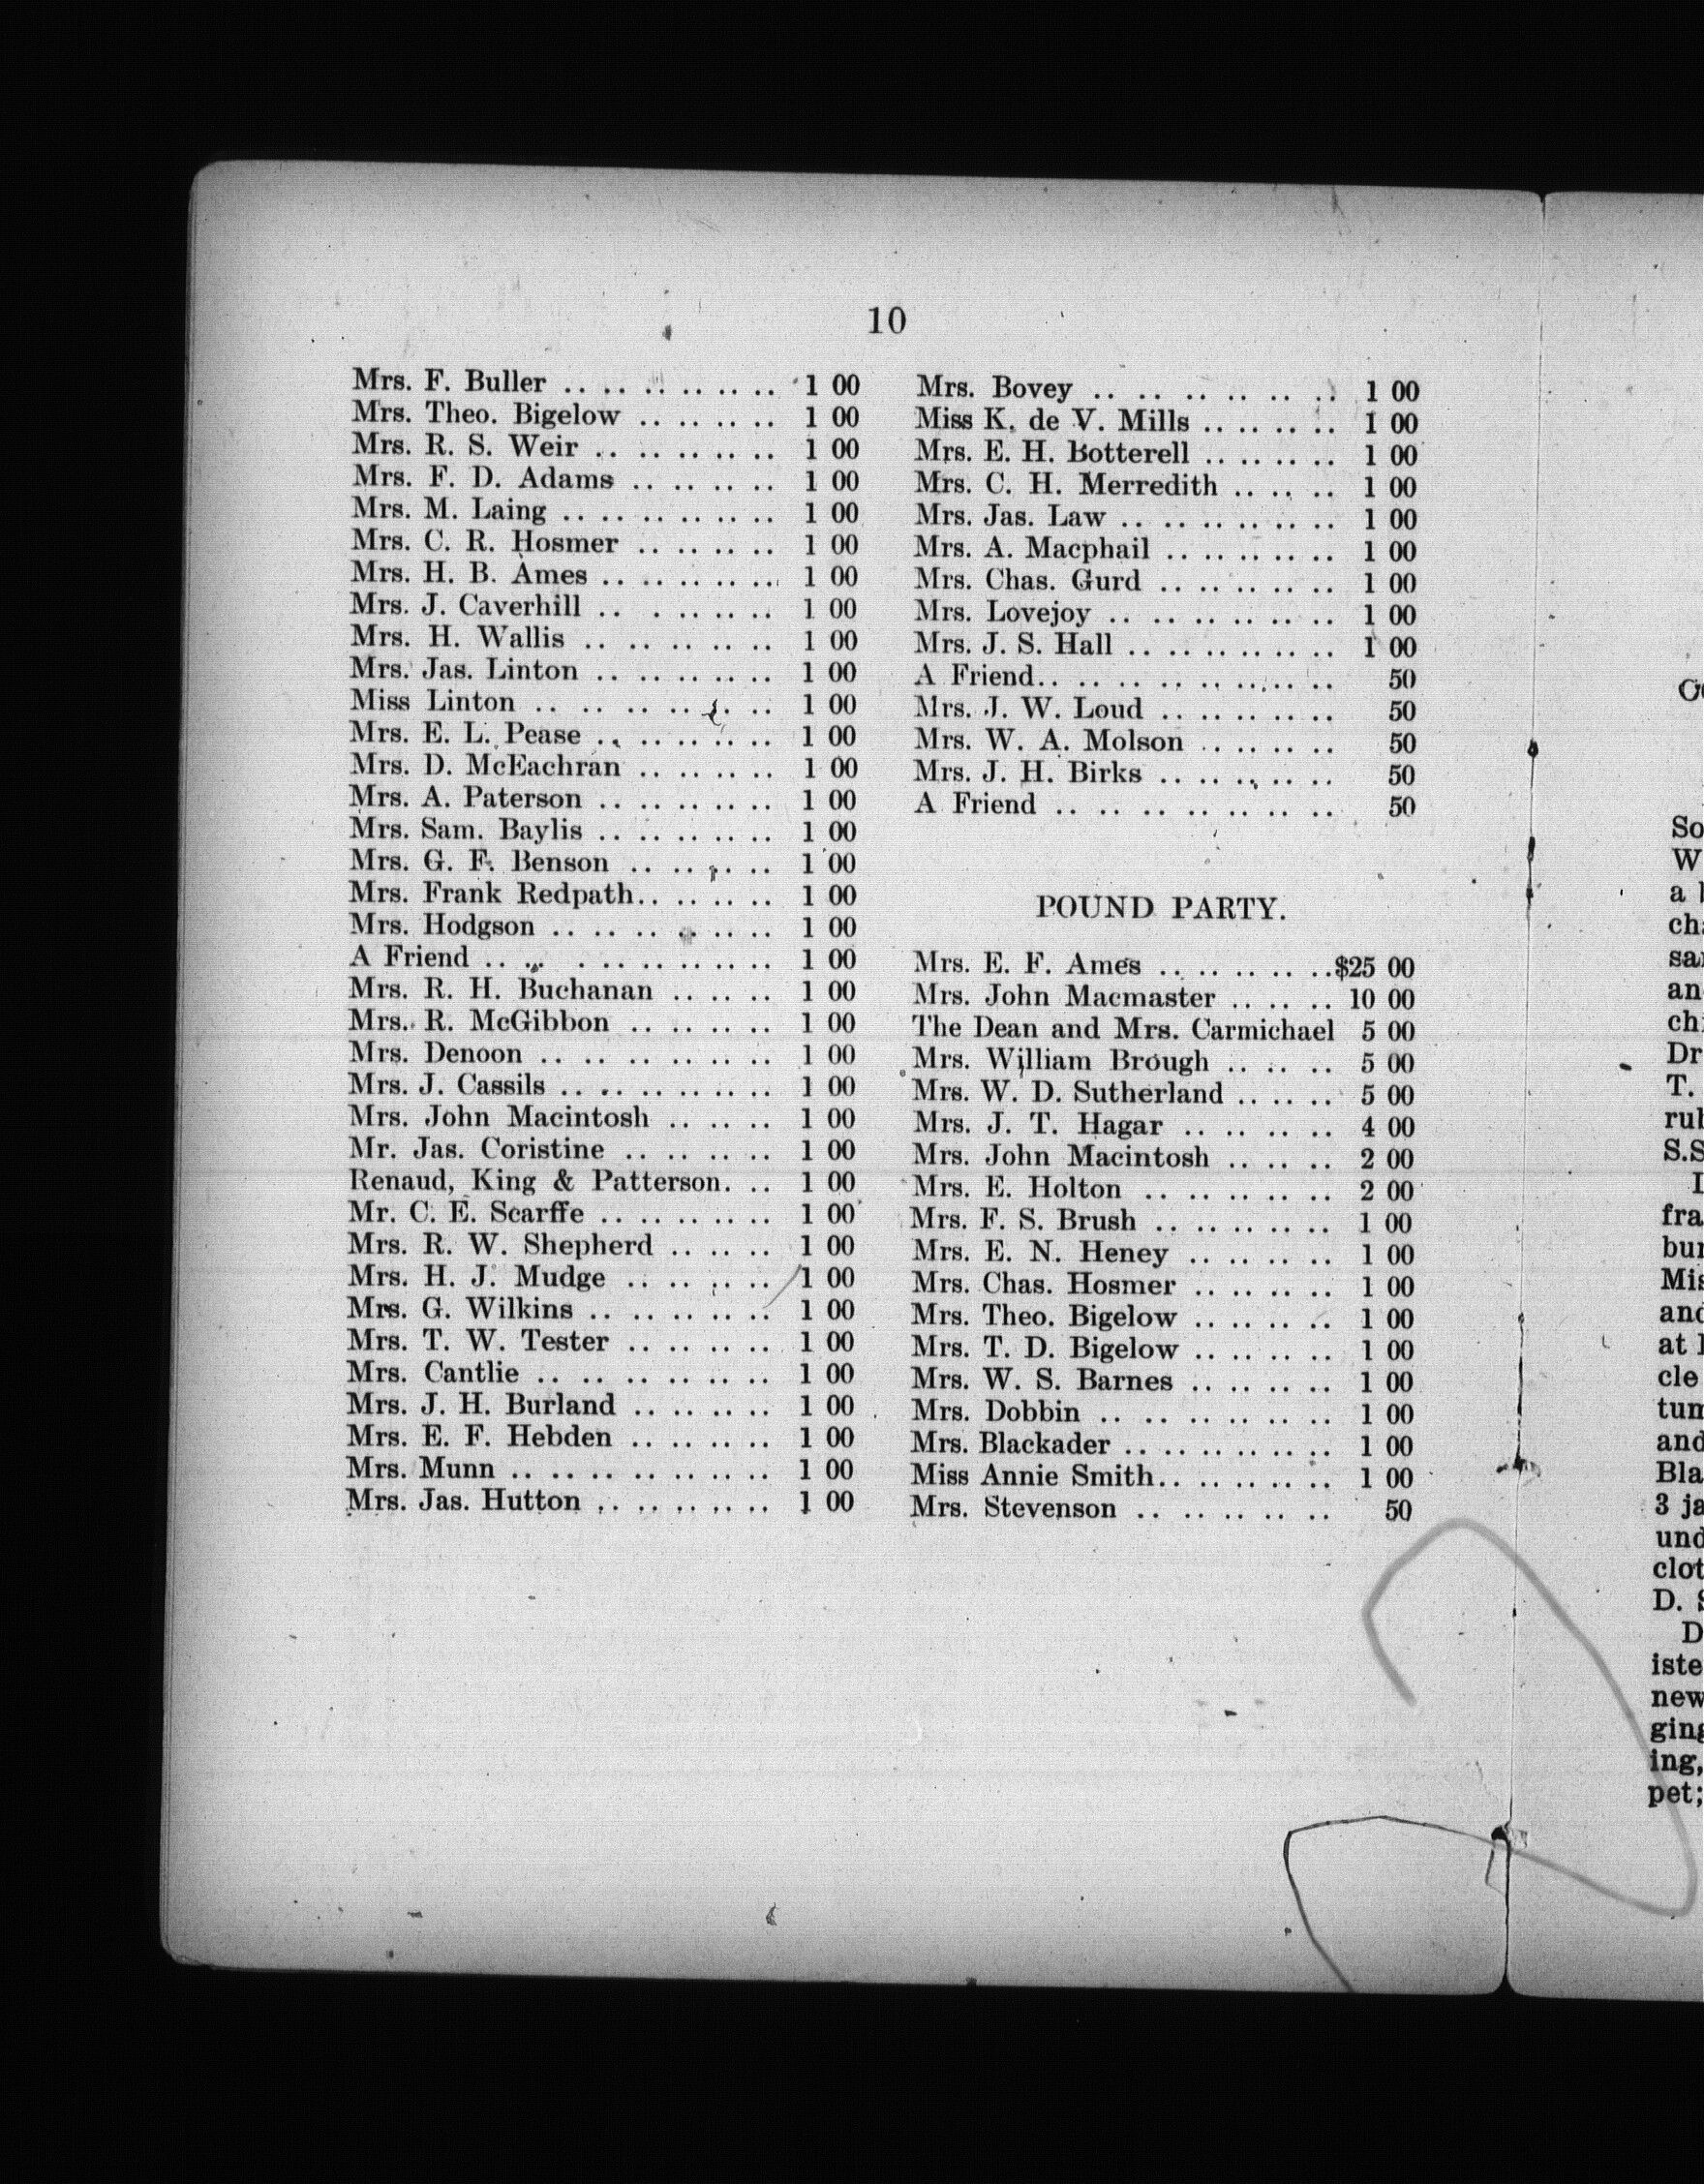 10
Mrs. F. Buller .. .. .. .. .. .. 1 00
Mrs. Theo. Bigelow .. .. .. .. 1 00
Mrs. R. S. Weir .. .. .. .. .. 1 00
Mrs. F. D. Adams .. .. .. .. 1 00
Mrs. M. Laing .. .. .. .. .. .. 1 00
Mrs. C. R. Hosmer .. .. .. .. 1 00
Mrs. H. B. Ames .. .. .. .. .. 1 00
Mrs. J. Caverhill .. .. .. .. .. 1 00
Mrs. H. Wallis .. .. .. .. .. 1 00
Mrs. Jas. Linton .. .. .. .. .. 1 00
Miss Linton .. .. .. .. .. .. 1 00
Mrs. E. L. Pease .. .. .. .. .. 1 00
Mrs. D. McEachran .. .. .. .. 1 00
Mrs. A. Paterson .. .. .. .. .. 1 00
Mrs. Sam. Baylis .. .. .. .. .. 1 00
Mrs. G. F. Benson .. .. .. .. 1 00
Mrs. Frank Redpath.. .. .. .. 1 00
Mrs. Hodgson .. .. .. .. .. .. 1 00
A Friend .. .. .. .. .. .. .. 1 00
Mrs. R. H. Buchanan .. .. .. 1 00
Mrs. R. McGibbon .. .. .. .. 1 00
Mrs. Denoon .. .. .. .. .. .. 1 00
Mrs. J. Cassils .. .. .. .. .. .. 1 00
Mrs. John Macintosh .. .. .. 1 00
Mr. Jas. Coristine .. .. .. .. 1 00
Renaud, King & Patterson. .. 1 00
Mr. C. E. Scarffe .. .. .. .. .. 1 00
Mrs. R. W. Shepherd .. .. .. 1 00
Mrs. H. J. Mudge .. .. .. .. 1 00
Mrs. G. Wilkins .. .. .. .. .. 1 00
Mrs. T. W. Tester .. .. .. .. 1 00
Mrs. Cantlie .. .. .. .. .. .. 1 00
Mrs. J. H. Burland .. .. .. .. 1 00
Mrs. E. F. Hebden .. .. .. .. 1 00
Mrs. Munn .. .. .. .. .. .. .. 1 00
Mrs. Jas. Hutton .. .. .. .. .. 1 00
Mrs. Bovey .. .. .. .. .. .. 1 00
Miss K. de V. Mills .. .. .. .. 1 00
Mrs. E. H. Botterell .. .. .. .. 1 00
Mrs. C. H. Merredith .. .. .. 1 00
Mrs. Jas. Law .. .. .. .. .. .. 1 00
Mrs. A. Macphail .. .. .. .. .. 1 00
Mrs. Chas. Gurd .. .. .. .. .. 1 00
Mrs. Lovejoy .. .. .. .. .. .. 1 00
Mrs. J. S. Hall .. .. .. .. .. .. 1 00
A Friend.. .. .. .. .. .. .. .. 50
Mrs. J. W. Loud .. .. .. .. .. 50
Mrs. W. A. Molson .. .. .. .. 50
Mrs. J. H. Birks .. .. .. .. .. 50
A Friend .. .. .. .. .. .. .. 50
POUND PARTY.
Mrs. E. F. Ames .. .. .. .. ..$25 00
Mrs. John Macmaster .. .. .. 10 00
The Dean and Mrs. Carmichael 5 00
Mrs. William Brough .. .. .. 5 00
Mrs. W. D. Sutherland .. .. .. 5 00
Mrs. J. T. Hagar .. .. .. .. 4 00
Mrs. John Macintosh .. .. .. 2 00
Mrs. E. Holton .. .. .. .. .. 2 00
Mrs. F. S. Brush .. .. .. .. .. 1 00
Mrs. E. N. Heney .. .. .. .. 1 00
Mrs. Chas. Hosmer .. .. .. .. 1 00
Mrs. Theo. Bigelow .. .. .. .. 1 00
Mrs. T. D. Bigelow .. .. .. .. 1 00
Mrs. W. S. Barnes .. .. .. .. 1 00
Mrs. Dobbin .. .. .. .. .. .. 1 00
Mrs. Blackader .. .. .. .. .. .. 1 00
Miss Annie Smith.. .. .. .. .. 1 00
Mrs. Stevenson .. .. .. .. .. 50
So
W
a
an
Dr
T.
and
3 ja
D.
D
new
pet;